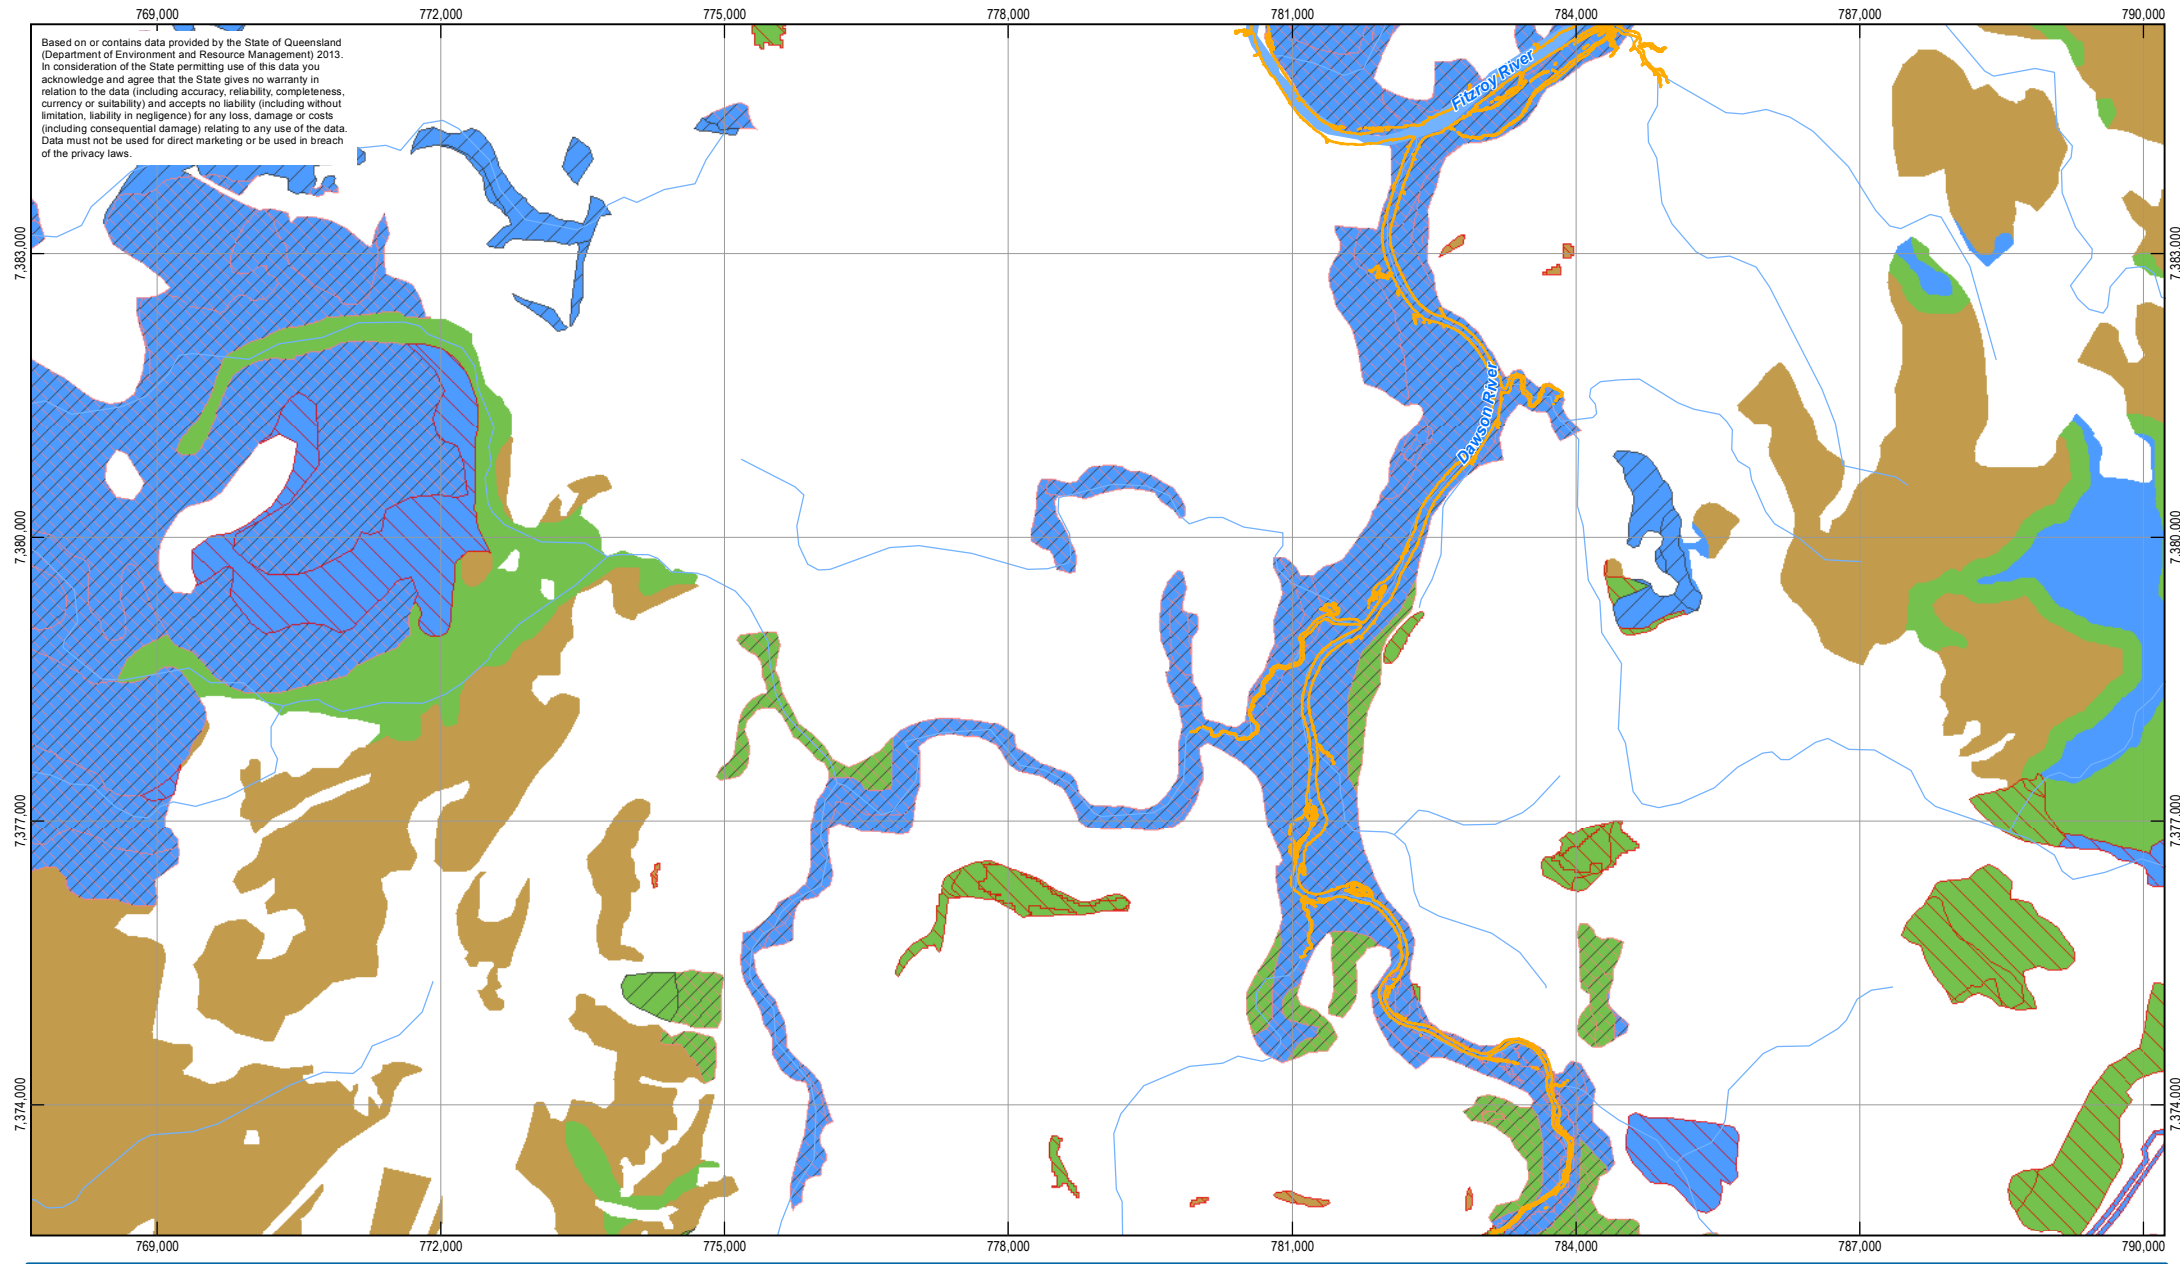 769,000 772,000 775,000 778,000 781,000 784,000 787,000 790,000
Based on or contains data provided by the State of Queensland
(Department of Environment and Resource Management) 2013.
In consideration of the State permitting use of this data you
acknowledge and agree that the State gives no warranty in
relation to the data (including accuracy, reliability, completeness,
currency or suitability) and accepts no liability (including without
limitation, liability in negligence) for any loss, damage or costs
(including consequential damage) relating to any use of the data.
Data must not be used for direct marketing or be used in breach
of the privacy laws.
Fitzroy River
7,383,000 7,383,000
Dawson River
7,380,000 7,380,000
7,377,000 7,377,000
7,374,000 7,374,000
769,000 772,000 775,000 778,000 781,000 784,000 787,000 790,000